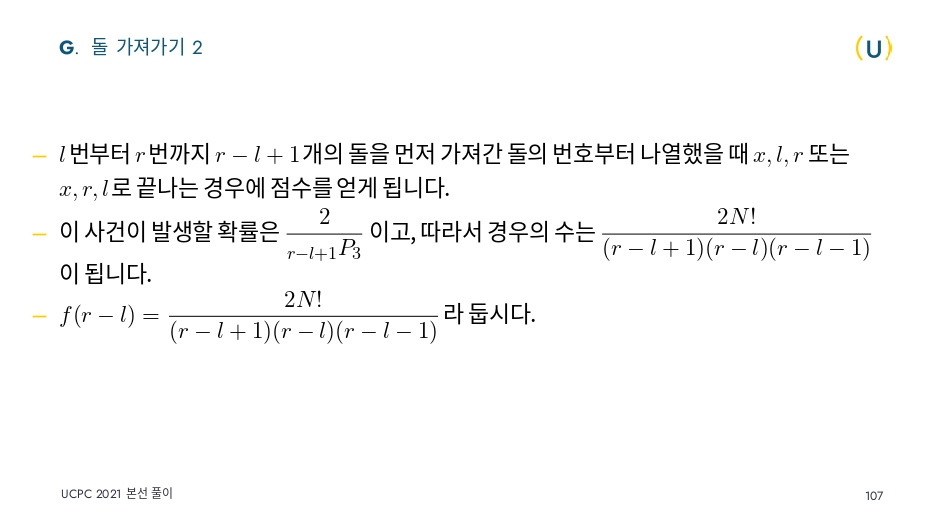 G. 돌 가져가기 2
(U)
– l번부터 r번까지 r − l + 1개의 돌을 먼저 가져간 돌의 번호부터 나열했을 때 x, l, r 또는
x, r, l로 끝나는 경우에 점수를 얻게 됩니다.
– 이 사건이 발생할 확률은 \frac{2}{_{r-l+1}P_3} 이고, 따라서 경우의 수는 \frac{2N!}{(r-l+1)(r-l)(r-l-1)}
이 됩니다.
– f(r − l) = \frac{2N!}{(r-l+1)(r-l)(r-l-1)} 라 둡시다.
UCPC 2021 본선 풀이
107